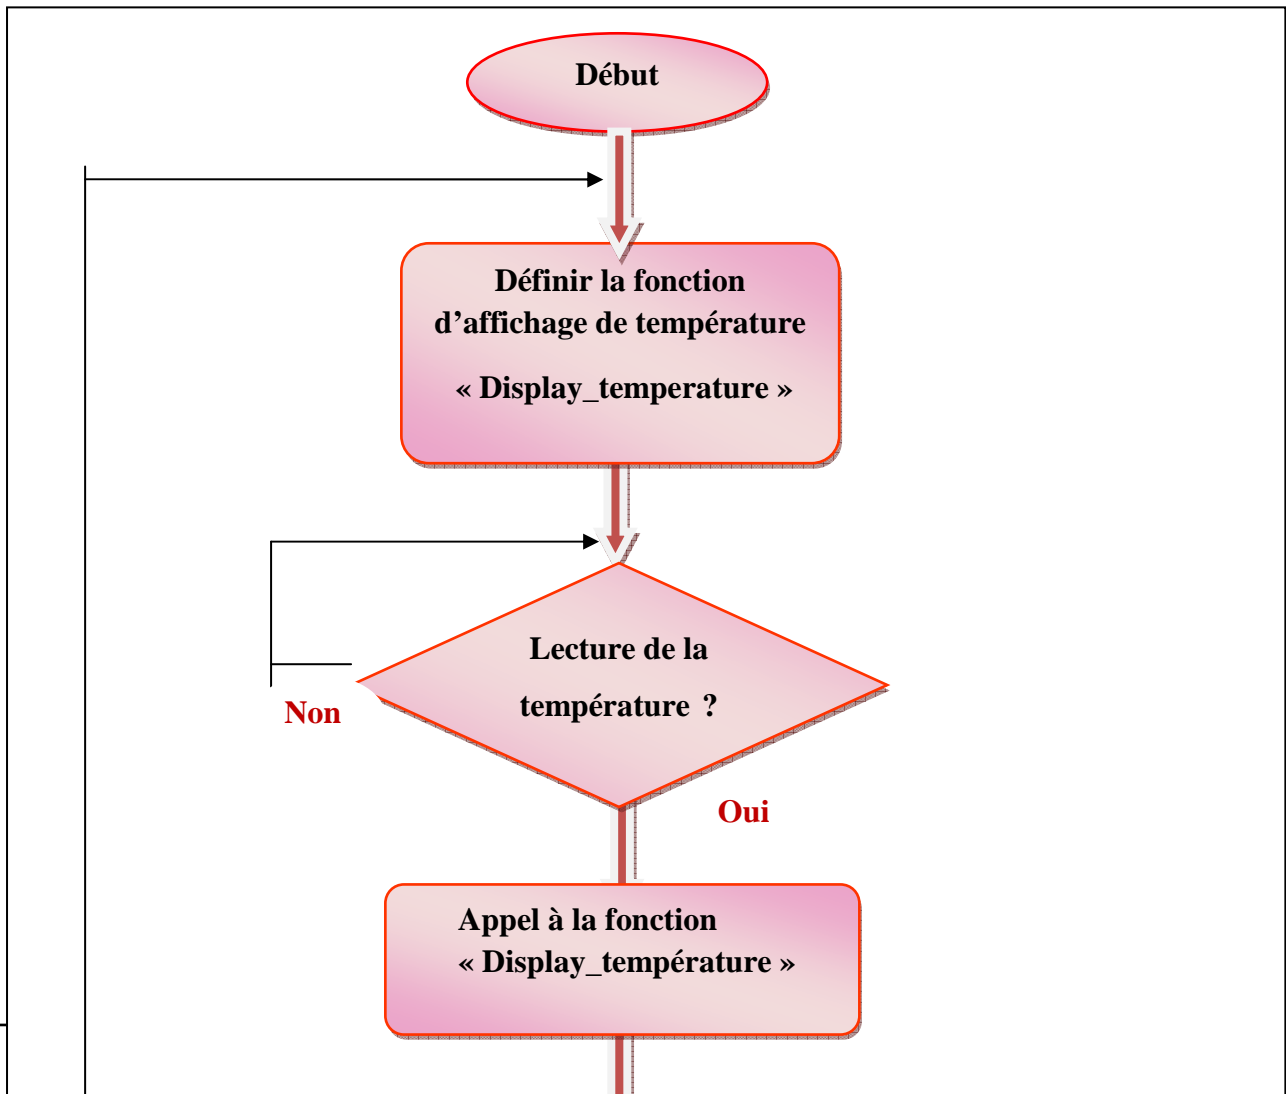 Début
Définir la fonction
d’affichage de température
« Display_temperature »
Lecture de la
température ?
Non
Oui
Appel à la fonction
« Display_température »